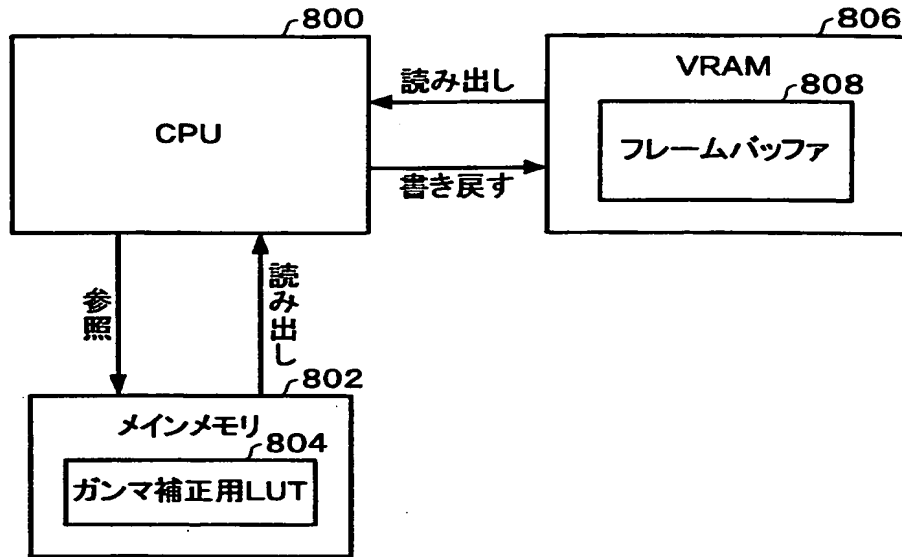 800
CPU
読み出し
書き戻す
806
VRAM
808
フレームバッファ
参照
読み出し
802
メインメモリ
804
ガンマ補正用LUT